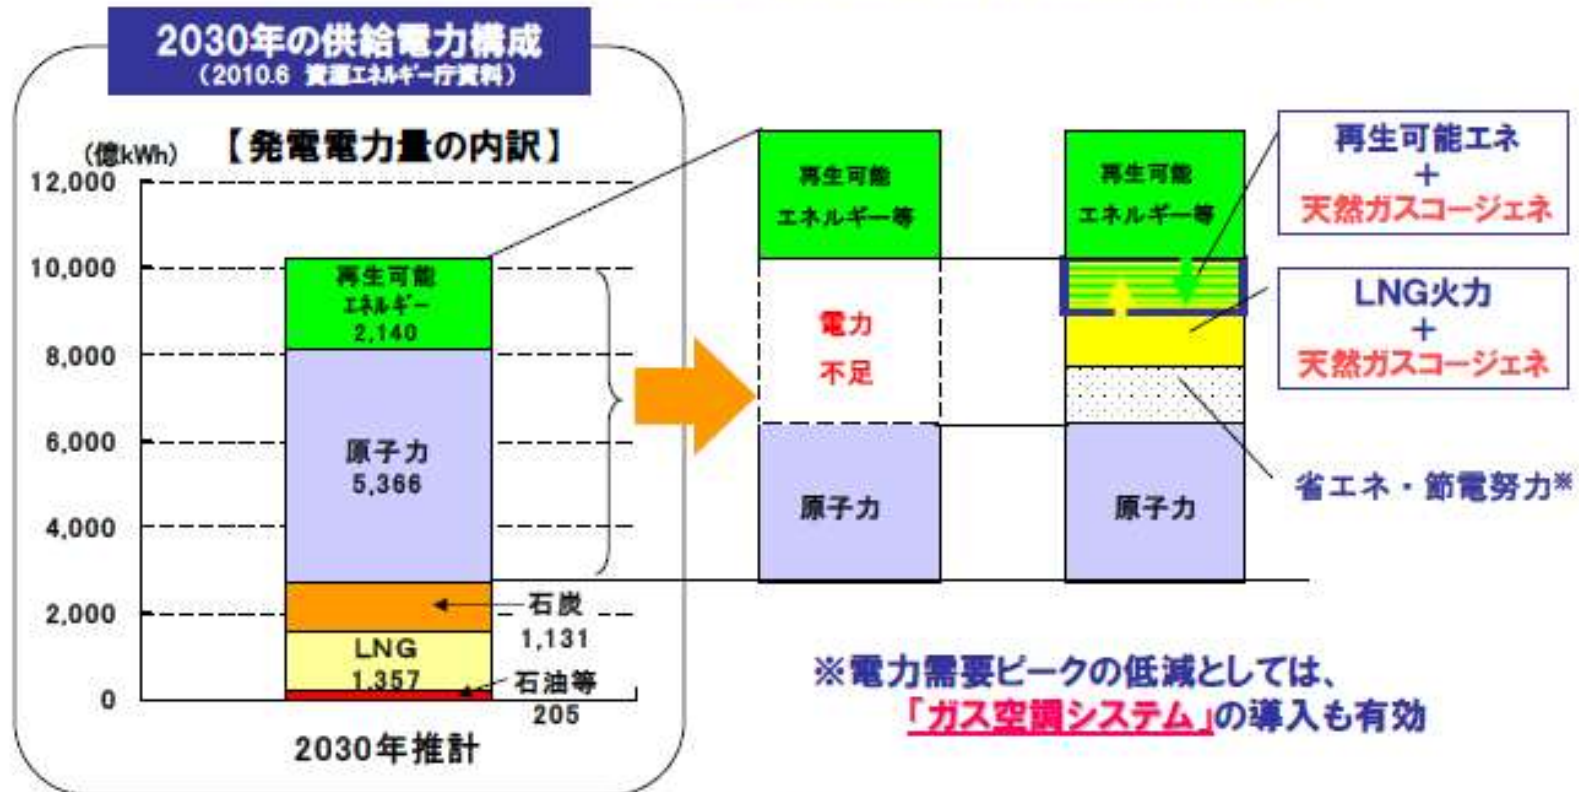 2030年の供給電力構成
(2010.6 資源エネルギー庁資料)
(億kWh)
【発電電力量の内訳】
12,000
10,000
8,000
6,000
4,000
2,000
0
再生可能
エネルギー
2,140
原子力
5,366
石炭
1,131
LNG
1,357
石油等
205
2030年推計
再生可能
エネルギー等
電力
不足
原子力
再生可能
エネルギー等
原子力
再生可能エネ
+
天然ガスコージェネ
LNG火力
+
天然ガスコージェネ
省エネ・節電努力※
※電力需要ピークの低減としては、
「ガス空調システム」の導入も有効